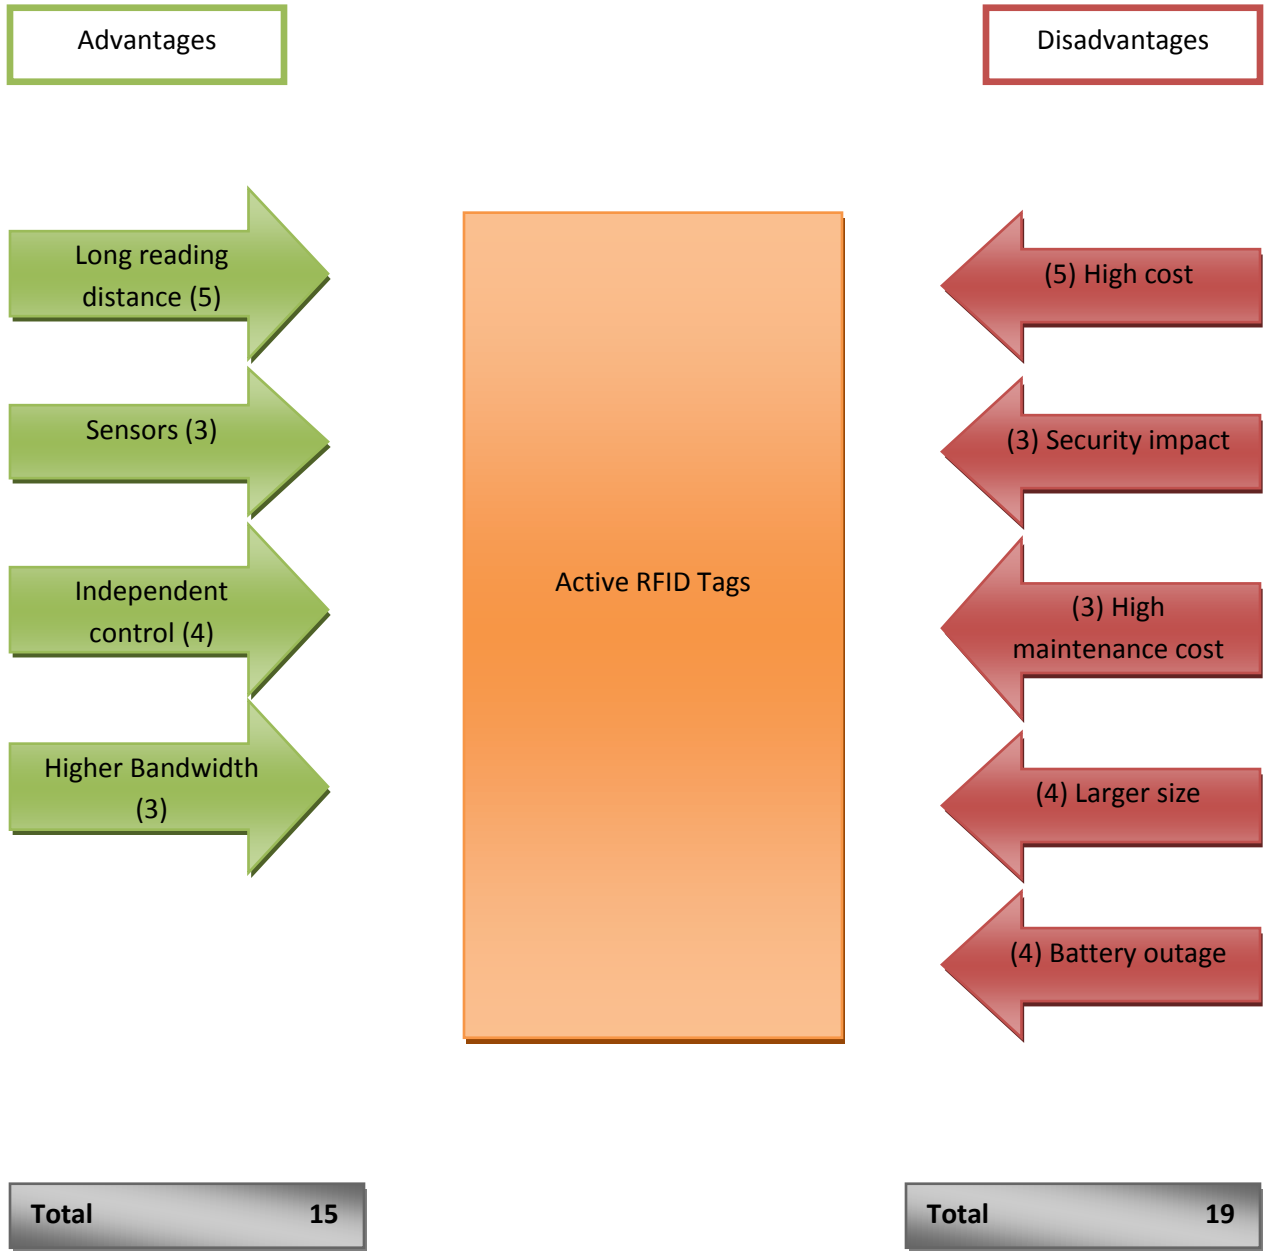 Advantages
Disadvantages
Long reading
distance (5)
Sensors (3)
Independent
control (4)
Higher Bandwidth
(3)
Active RFID Tags
(5) High cost
(3) Security impact
(3) High
maintenance cost
(4) Larger size
(4) Battery outage
Total 15
Total 19